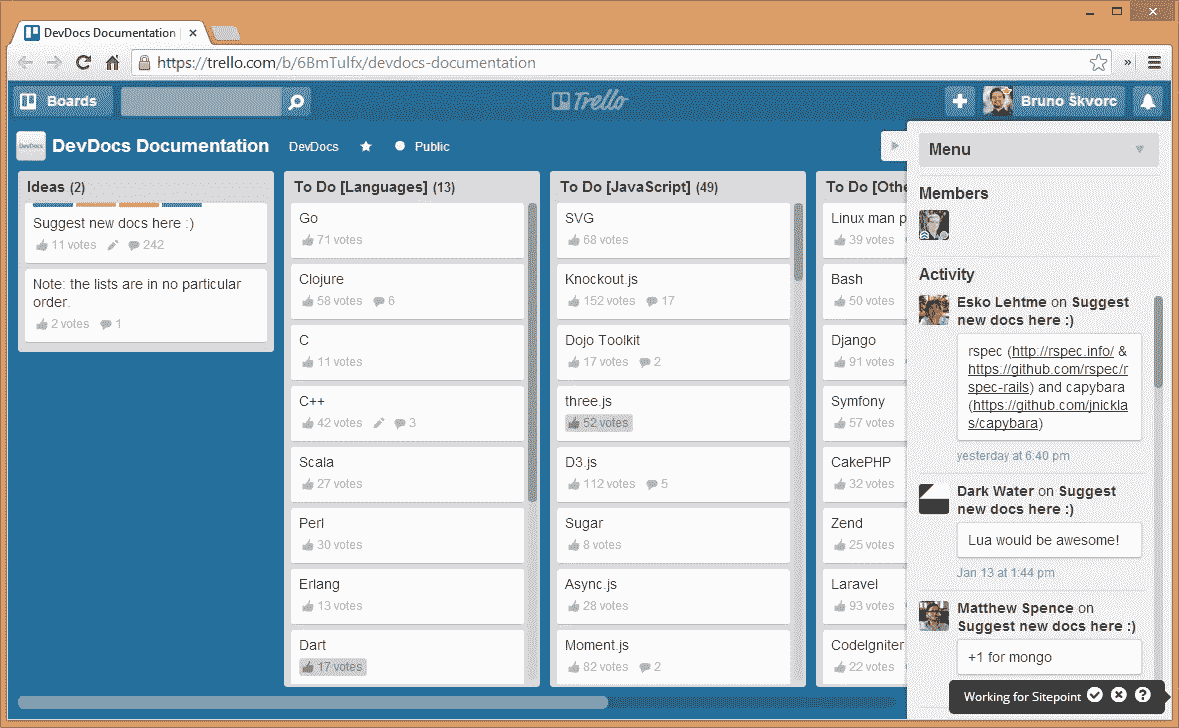 DevDocs Documentation
https://trello.com/b/6BmTulfx/devdocs-documentation
Boards
Trello
Bruno Škvorc
DevDocs
DevDocs Documentation
DevDocs
Public
Ideas (2)
Suggest new docs here :)
11 votes 242
Note: the lists are in no particular
order.
2 votes 1
To Do [Languages] (13)
Go
71 votes
Clojure
58 votes 6
C
11 votes
C++
42 votes 3
Scala
27 votes
Perl
30 votes
Erlang
13 votes
Dart
17 votes
To Do [JavaScript] (49)
SVG
68 votes
Knockout.js
152 votes 17
Dojo Toolkit
17 votes 2
three.js
52 votes
D3.js
112 votes 5
Sugar
8 votes
Async.js
28 votes
Moment.js
82 votes 2
To Do [Othe
Linux man p
39 votes
Bash
50 votes
Django
91 votes
Symfony
57 votes
CakePHP
32 votes
Zend
25 votes
Laravel
93 votes
CodeIgniter
22 votes
Menu
Members
Activity
Esko Lehtme on Suggest
new docs here :)
rspec (http://rspec.info/ &
https://github.com/rspec/r
spec-rails) and capybara
(https://github.com/jnickla
s/capybara)
yesterday at 6:40 pm
Dark Water on Suggest
new docs here :)
Lua would be awesome!
Jan 13 at 1:44 pm
Matthew Spence on
Suggest new docs here :)
+1 for mongo
Working for Sitepoint